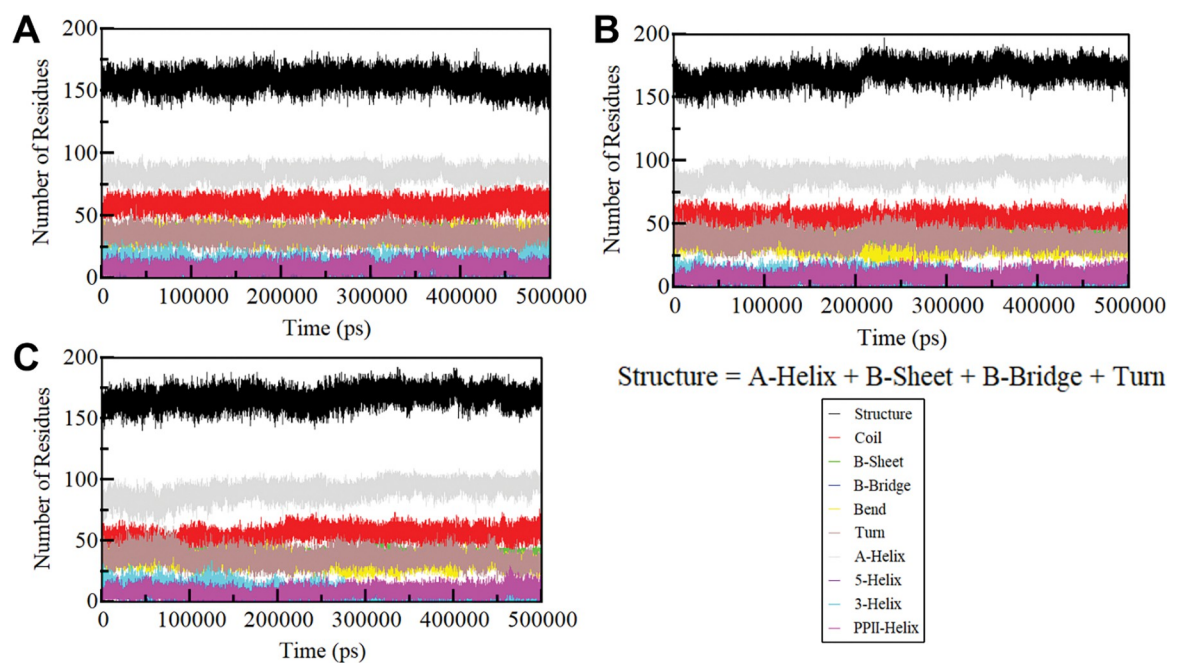 A
200
150
100
50
0
Number of Residues
0 100000 200000 300000 400000 500000
Time (ps)
B
200
150
100
50
0
Number of Residues
0 100000 200000 300000 400000 500000
Time (ps)
C
200
150
100
50
0
Number of Residues
0 100000 200000 300000 400000 500000
Time (ps)
Structure = A-Helix + B-Sheet + B-Bridge + Turn
Structure
Coil
B-Sheet
B-Bridge
Bend
Turn
A-Helix
5-Helix
3-Helix
PPII-Helix